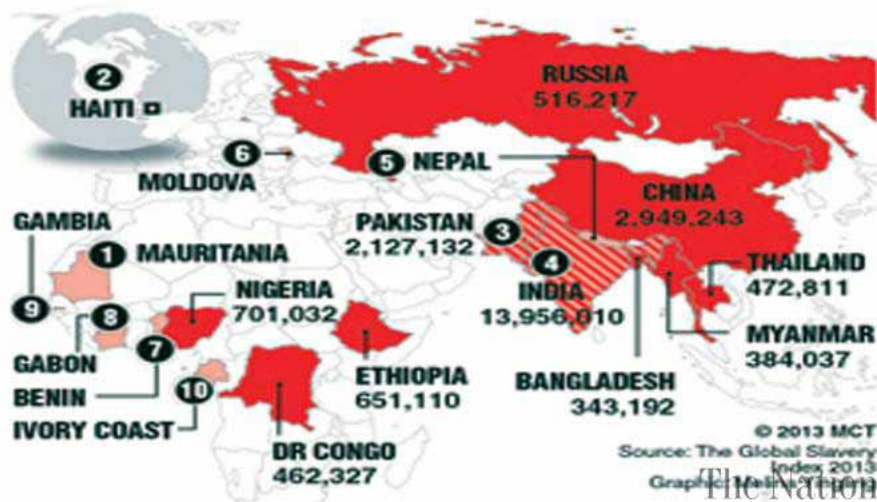 2
HAITI
RUSSIA
516,217
6
MOLDOVA
5 NEPAL
CHINA
2,949,243
GAMBIA
1 MAURITANIA
PAKISTAN 3
2,127,132
4
INDIA
13,956,010
THAILAND
472,811
NIGERIA
701,032
9
8
GABON
7
BENIN
10
IVORY COAST
ETHIOPIA
651,110
MYANMAR
384,037
BANGLADESH
343,192
DR CONGO
462,327
© 2013 MCT
Source: The Global Slavery
Index 2013
Graphic:
The Nation